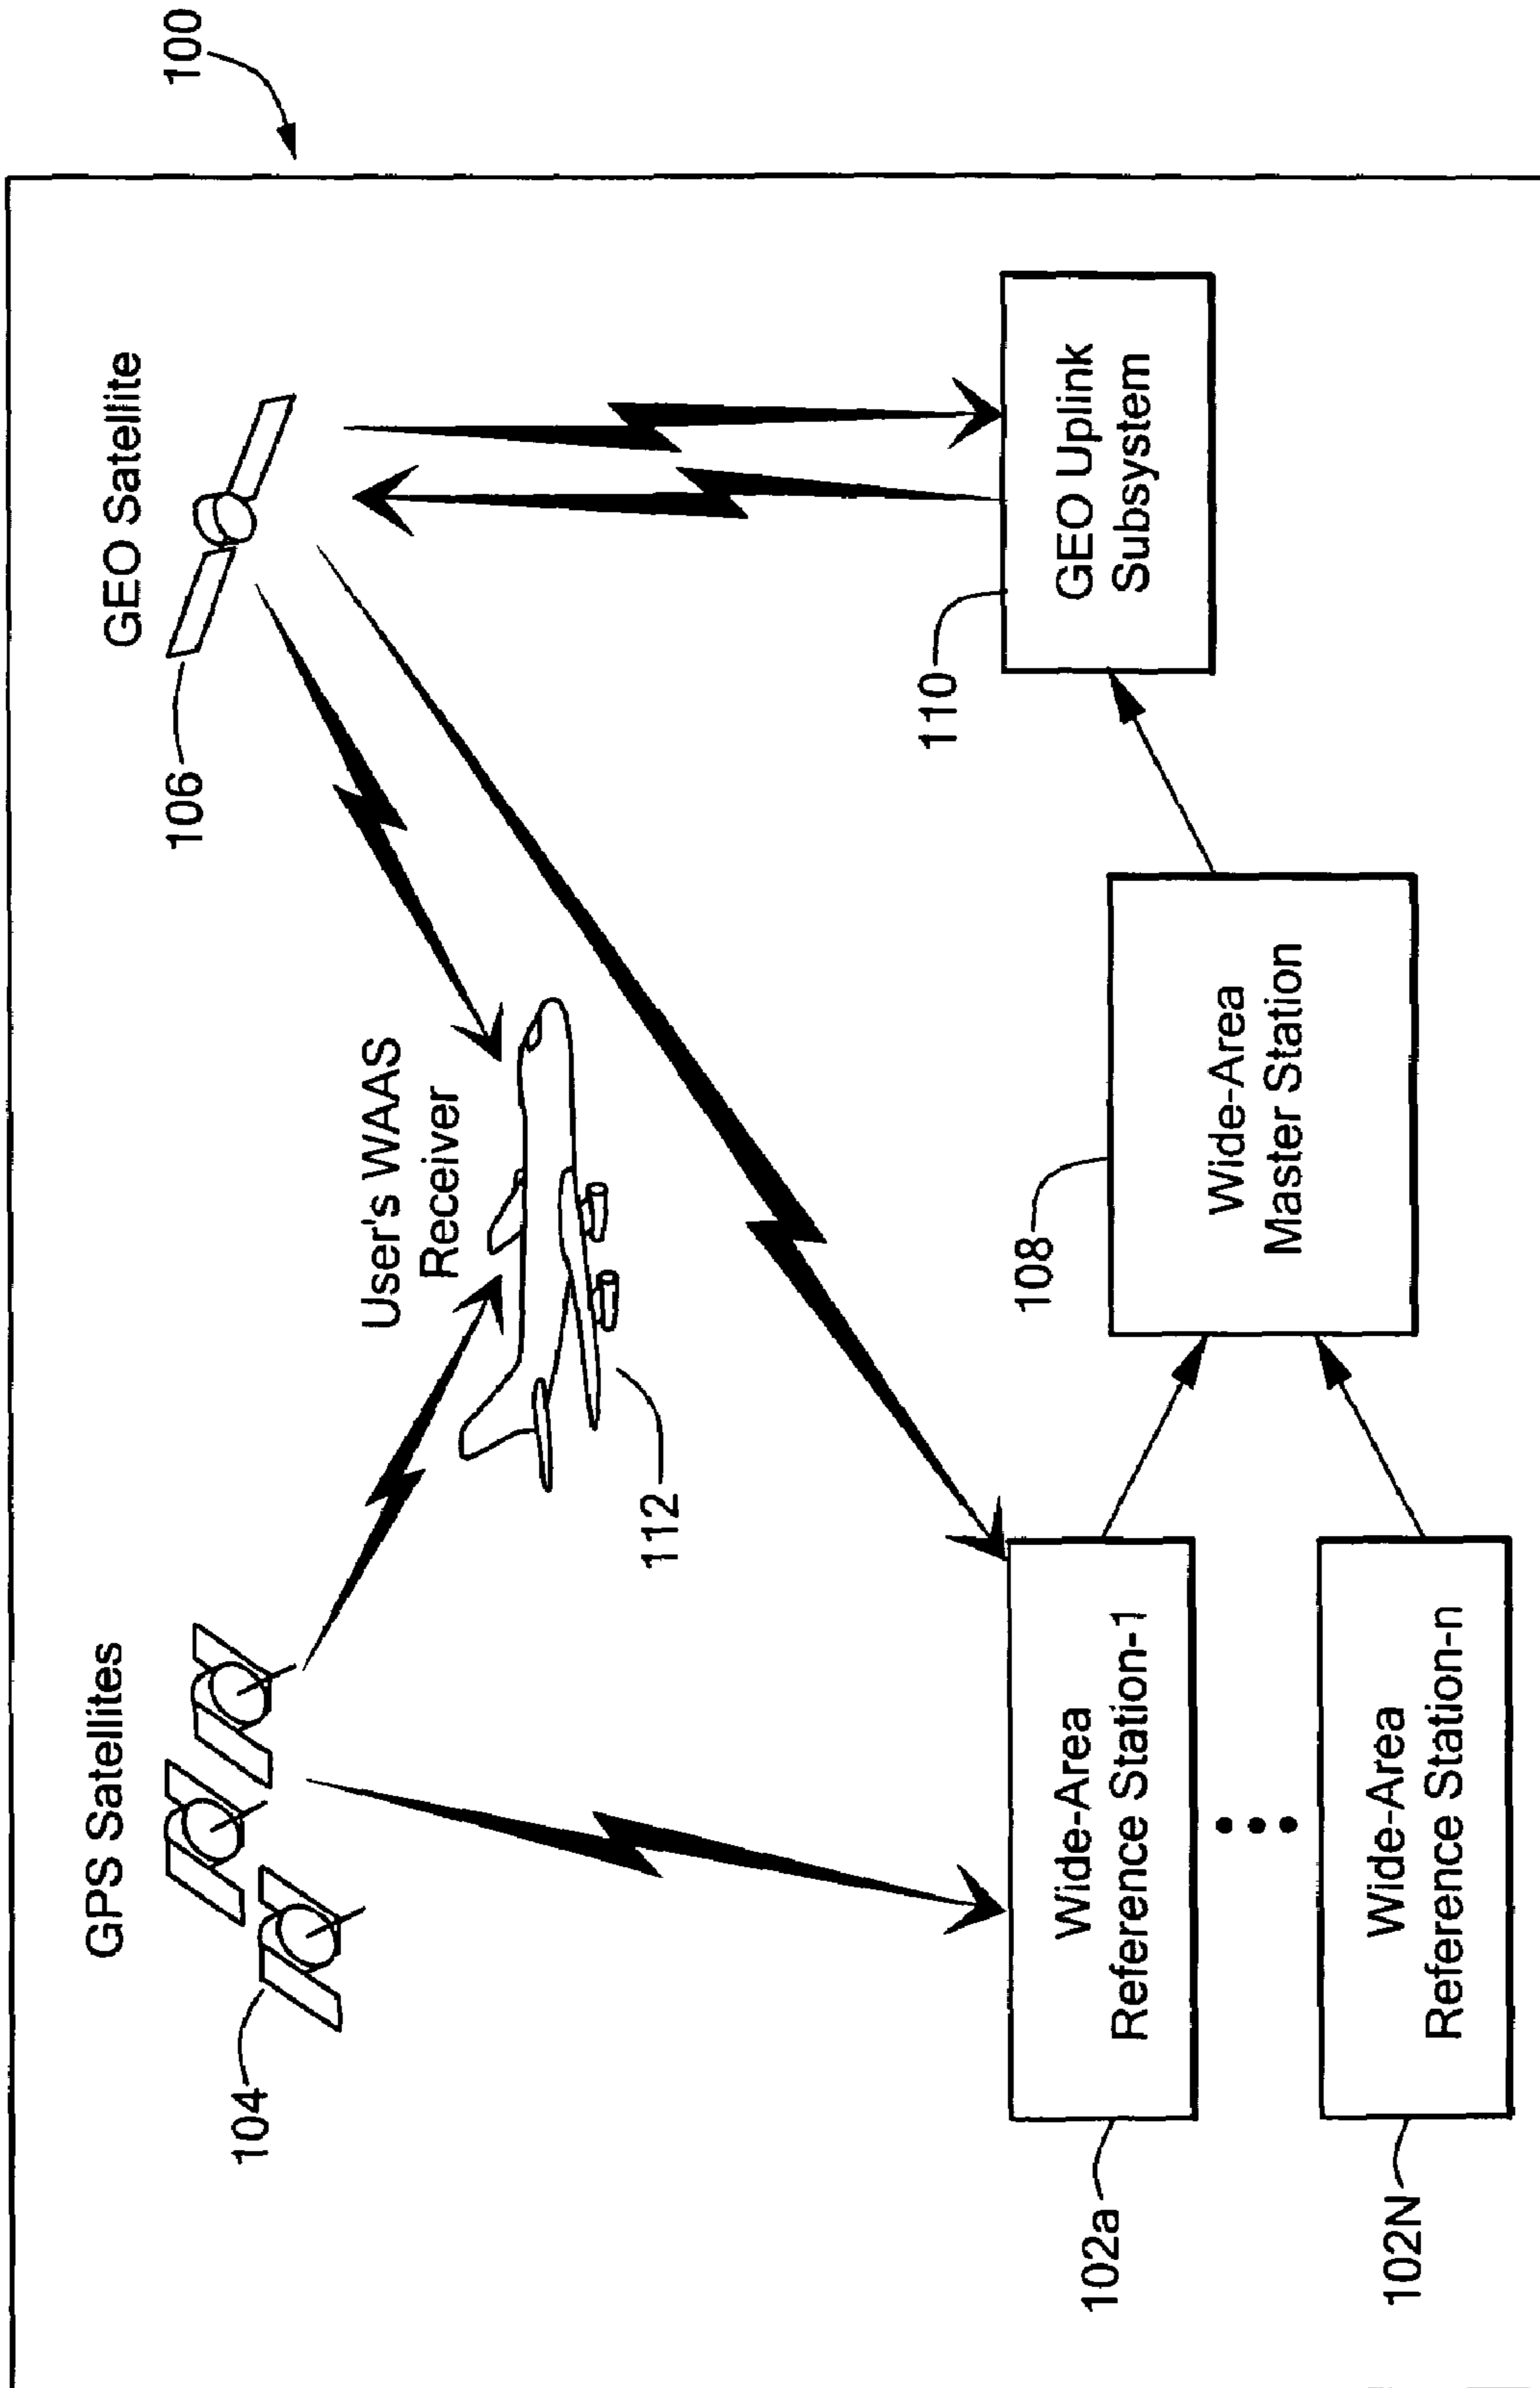 100
GPS Satellites
GEO Satellite
104
106
User's WAAS
Receiver
112
110
GEO Uplink
Subsystem
108
Wide-Area
Master Station
102a
Wide-Area
Reference Station-1
102N
Wide-Area
Reference Station-n